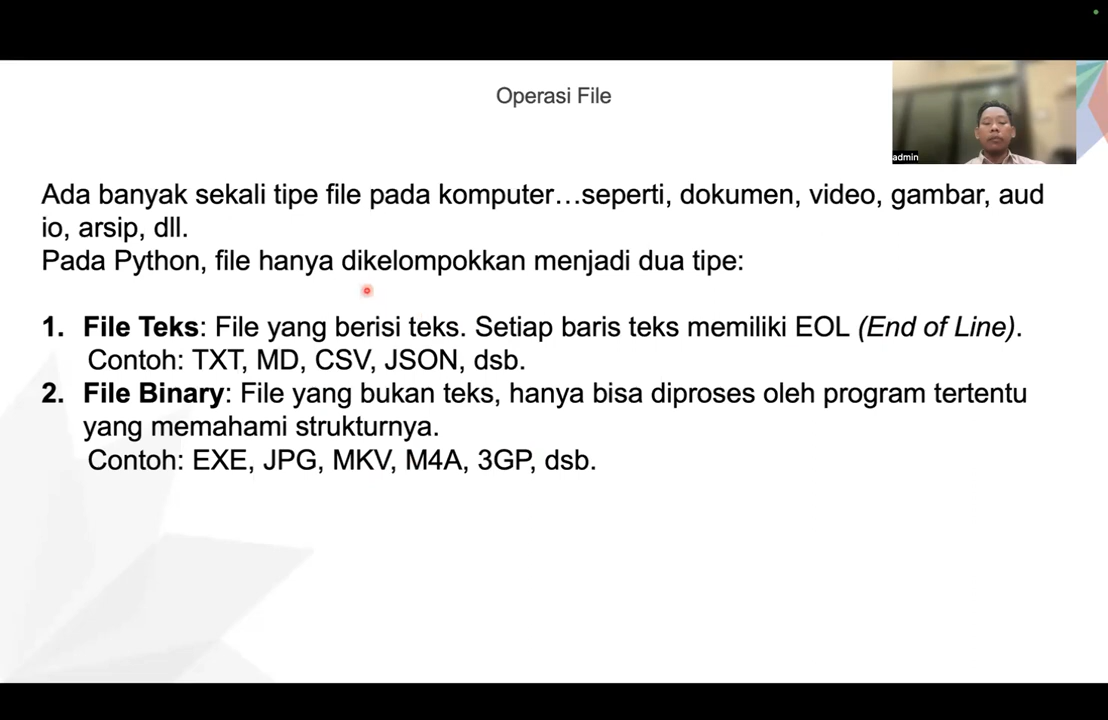 Operasi File
admin
Ada banyak sekali tipe file pada komputer…seperti, dokumen, video, gambar, aud
io, arsip, dll.
Pada Python, file hanya dikelompokkan menjadi dua tipe:
1. File Teks: File yang berisi teks. Setiap baris teks memiliki EOL (End of Line).
Contoh: TXT, MD, CSV, JSON, dsb.
2. File Binary: File yang bukan teks, hanya bisa diproses oleh program tertentu
yang memahami strukturnya.
Contoh: EXE, JPG, MKV, M4A, 3GP, dsb.